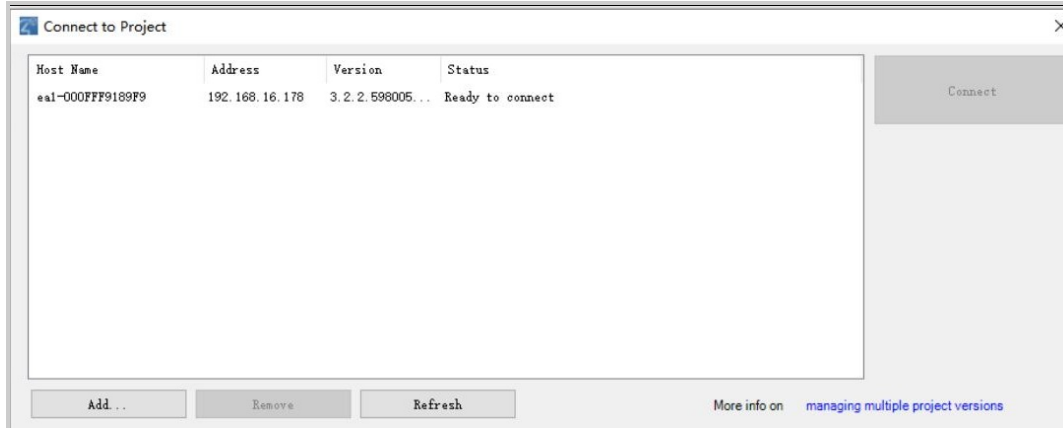 Connect to Project
Host Name Address Version Status
ea1-000FFF9189F9 192.168.16.178 3.2.2.598005... Ready to connect
Connect
Add... Remove Refresh More info on managing multiple project versions